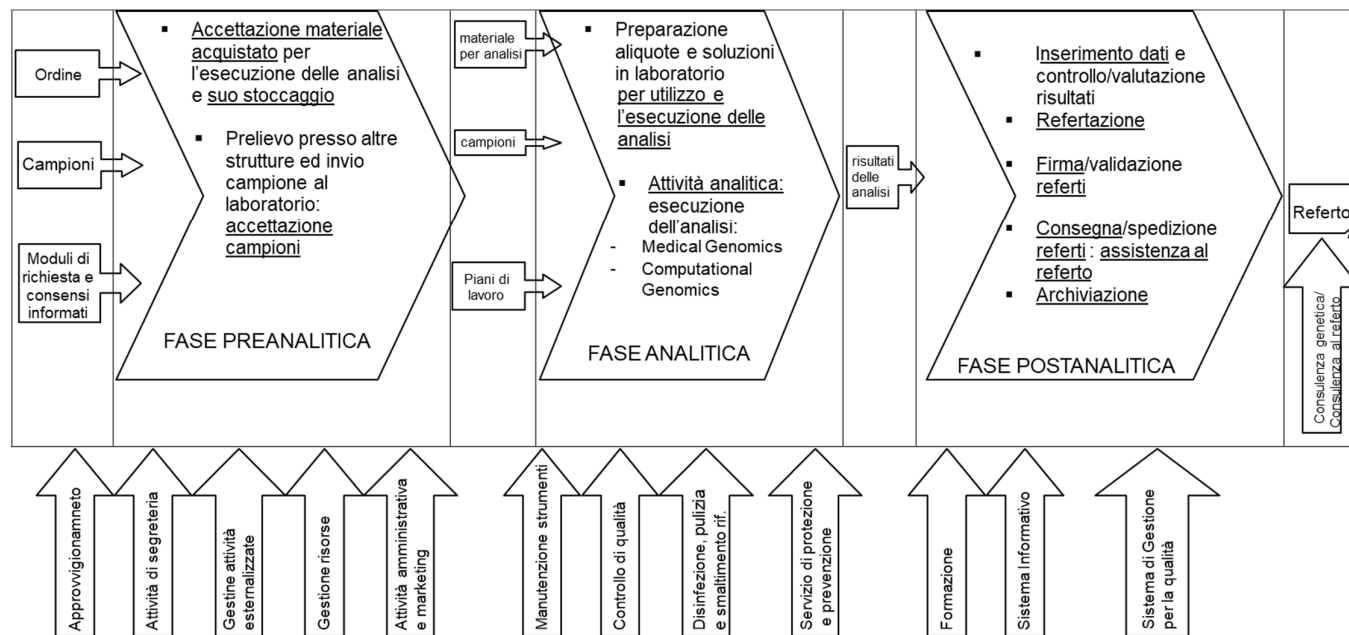 Ordine
Campioni
Moduli di
richiesta e
consensi
informati
▪ Accettazione materiale
acquistato per
l'esecuzione delle analisi
e suo stoccaggio
▪ Prelievo presso altre
strutture ed invio
campione al
laboratorio:
accettazione
campioni
FASE PREANALITICA
materiale
per analisi
campioni
Piani di
lavoro
▪ Preparazione
aliquote e soluzioni
in laboratorio
per utilizzo e
l'esecuzione delle
analisi
▪ Attività analitica:
esecuzione
dell'analisi:
- Medical Genomics
- Computational
Genomics
FASE ANALITICA
risultati
delle
analisi
▪ Inserimento dati e
controllo/valutazione
risultati
▪ Refertazione
▪ Firma/validazione
referti
▪ Consegna/spedizione
referti : assistenza al
referto
▪ Archiviazione
FASE POSTANALITICA
Referto
Consulenza genetica/
Consulenza al referto
Approvvigionamneto
Attività di segreteria
Gestine attività
esternalizzate
Gestione risorse
Attività amministrativa
e marketing
Manutenzione strumenti
Controllo di qualità
Disinfezione, pulizia
e smaltimento rif.
Servizio di protezione
e prevenzione
Formazione
Sistema Informativo
Sistema di Gestione
per la qualità